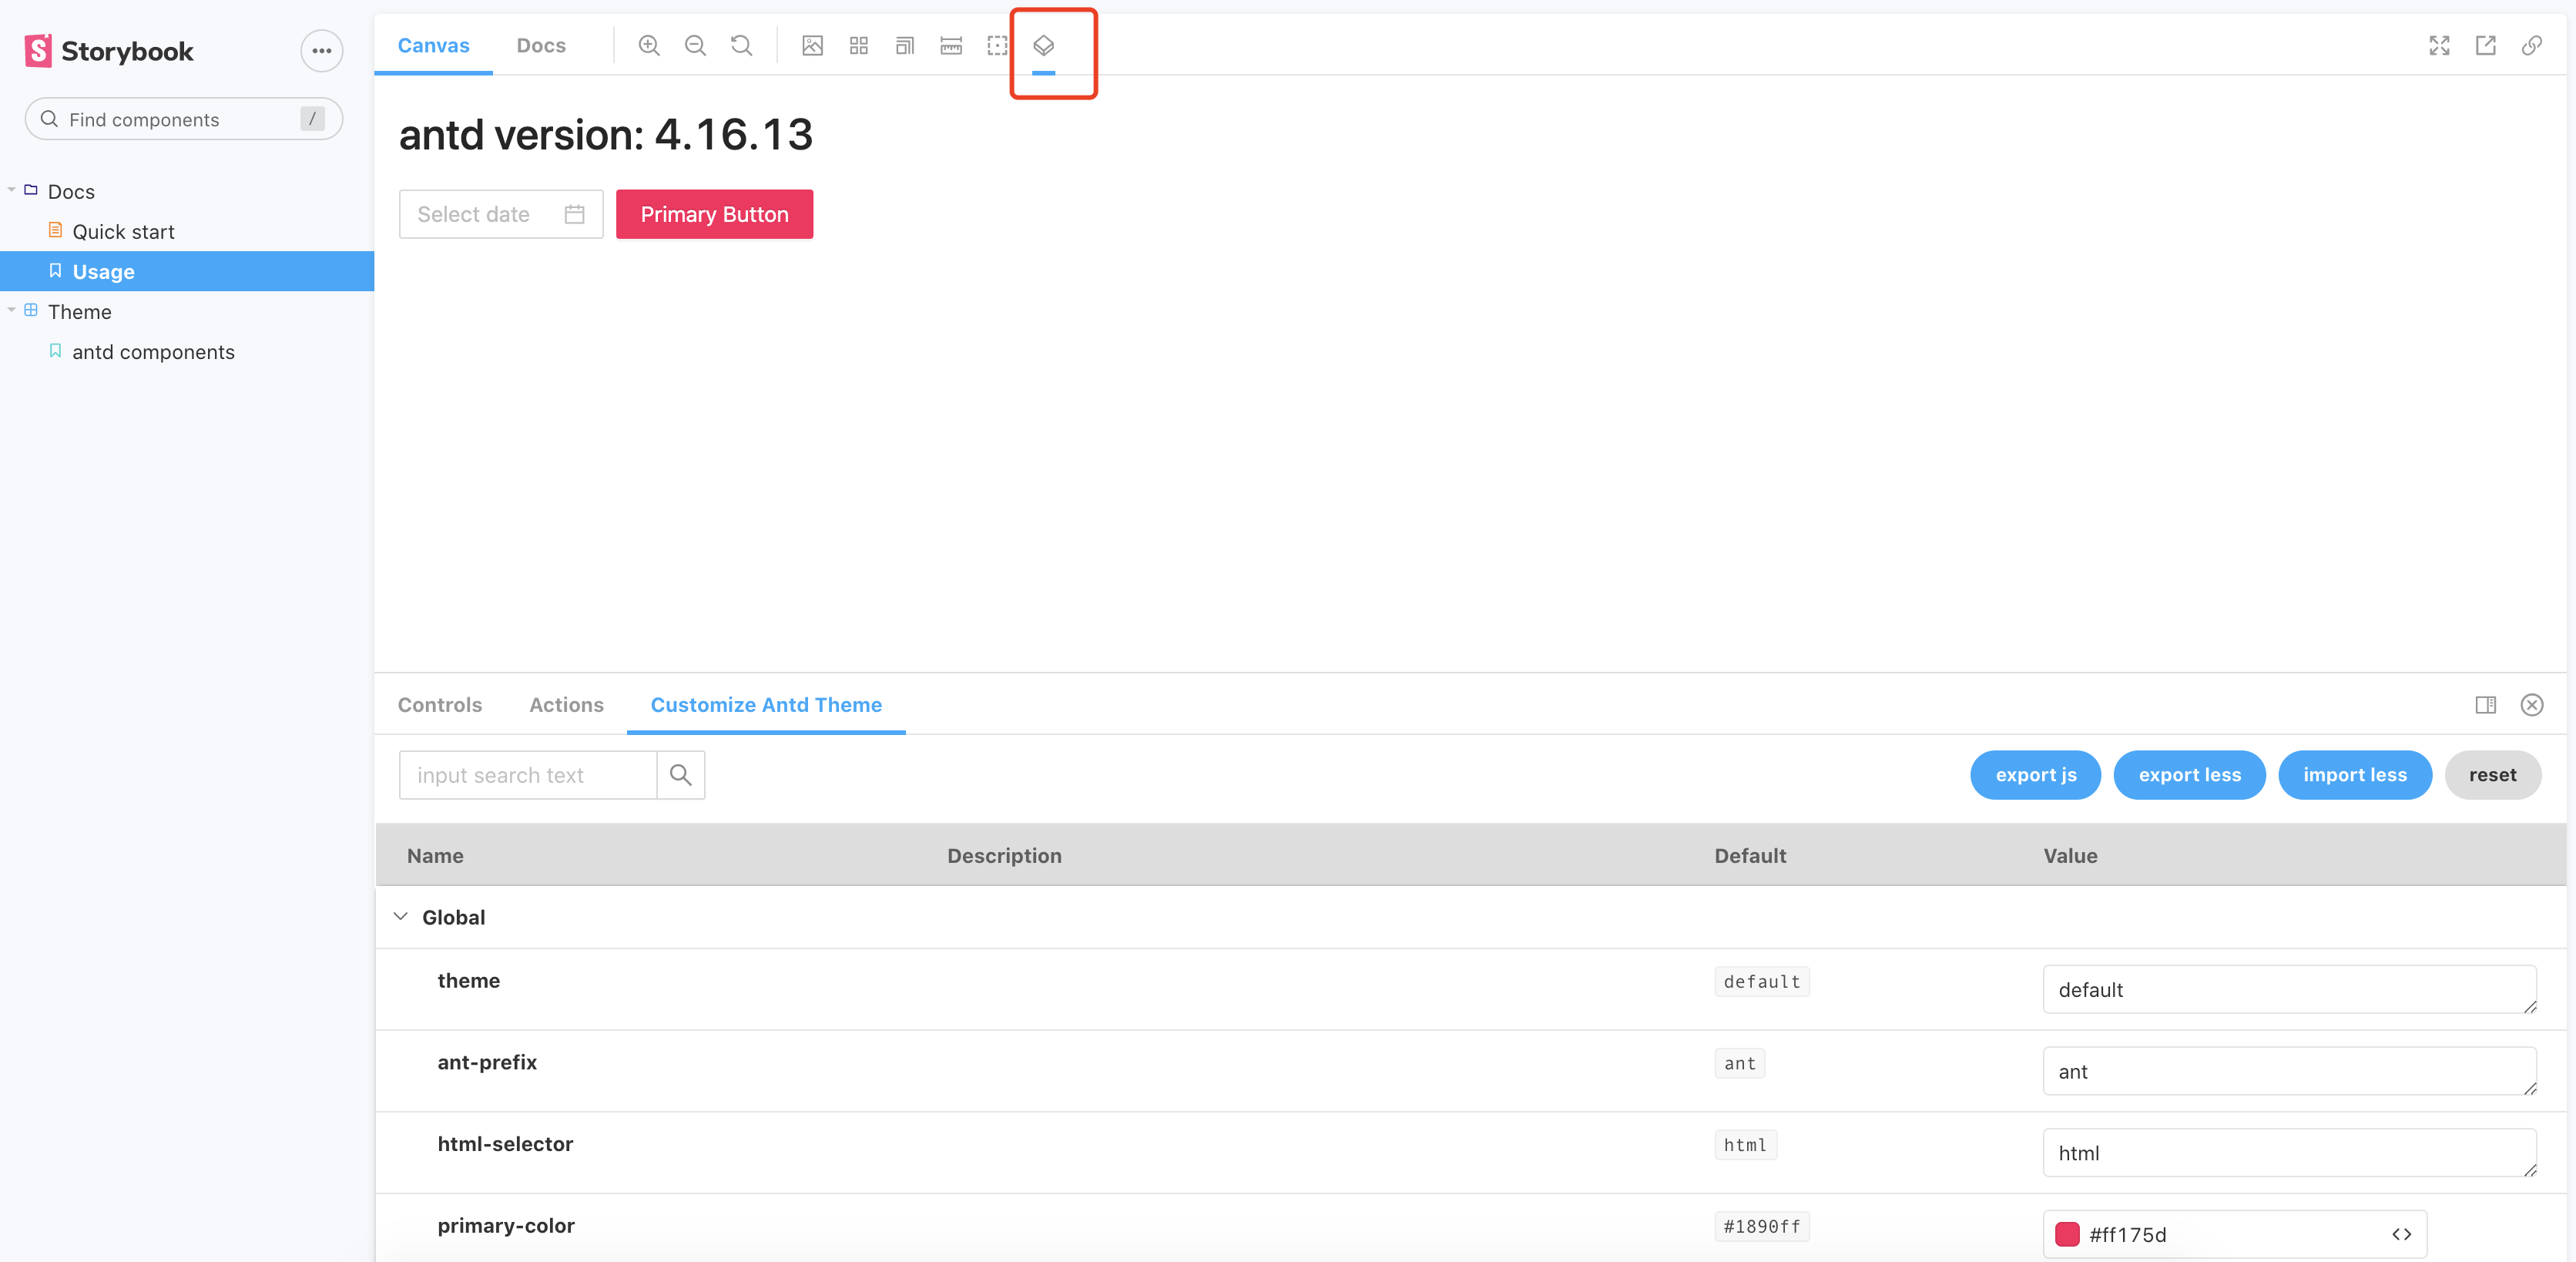 Storybook
Find components /
Docs
Quick start
Usage
Theme
antd components
Canvas Docs
antd version: 4.16.13
Select date Primary Button
Controls Actions Customize Antd Theme
input search text export js export less import less reset
Name Description Default Value
Global
theme default default
ant-prefix ant ant
html-selector html html
primary-color #1890ff #ff175d